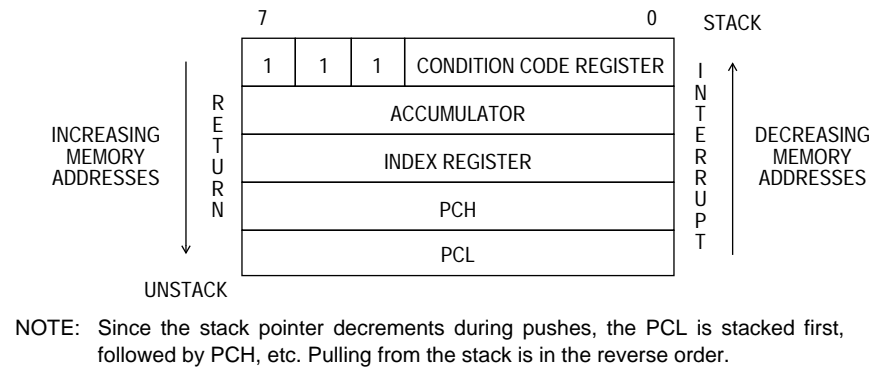 7 0 STACK
1 1 1 CONDITION CODE REGISTER
ACCUMULATOR
INDEX REGISTER
PCH
PCL
INCREASING
MEMORY
ADDRESSES
RETURN
INTERRUPT
DECREASING
MEMORY
ADDRESSES
UNSTACK
NOTE: Since the stack pointer decrements during pushes, the PCL is stacked first,
followed by PCH, etc. Pulling from the stack is in the reverse order.